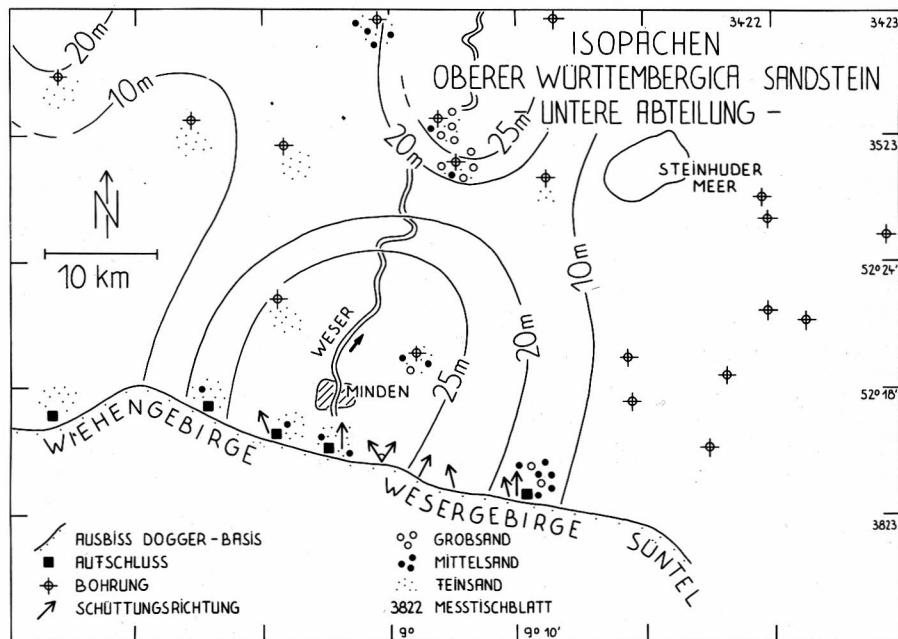 3422
3423
ISOPACHEN
OBERER WÜRTTEMBERGICA SANDSTEIN
UNTERE ABTEILUNG -
20m
10m
20m
25m
3523
STEINHUDER
MEER
N
10 km
10m
52° 24'
WESER
20m
25m
MINDEN
52° 18'
WIEHENGEBIRGE
WESERGEBIRGE
SÜNTEL
3823
AUSBISS DOGGER-BASIS
AUFSCHLUSS
BOHRUNG
SCHÜTTUNGSRICHTUNG
GROBSAND
MITTELSAND
FEINSAND
3822 MESSTISCHBLATT
9°
9° 10'